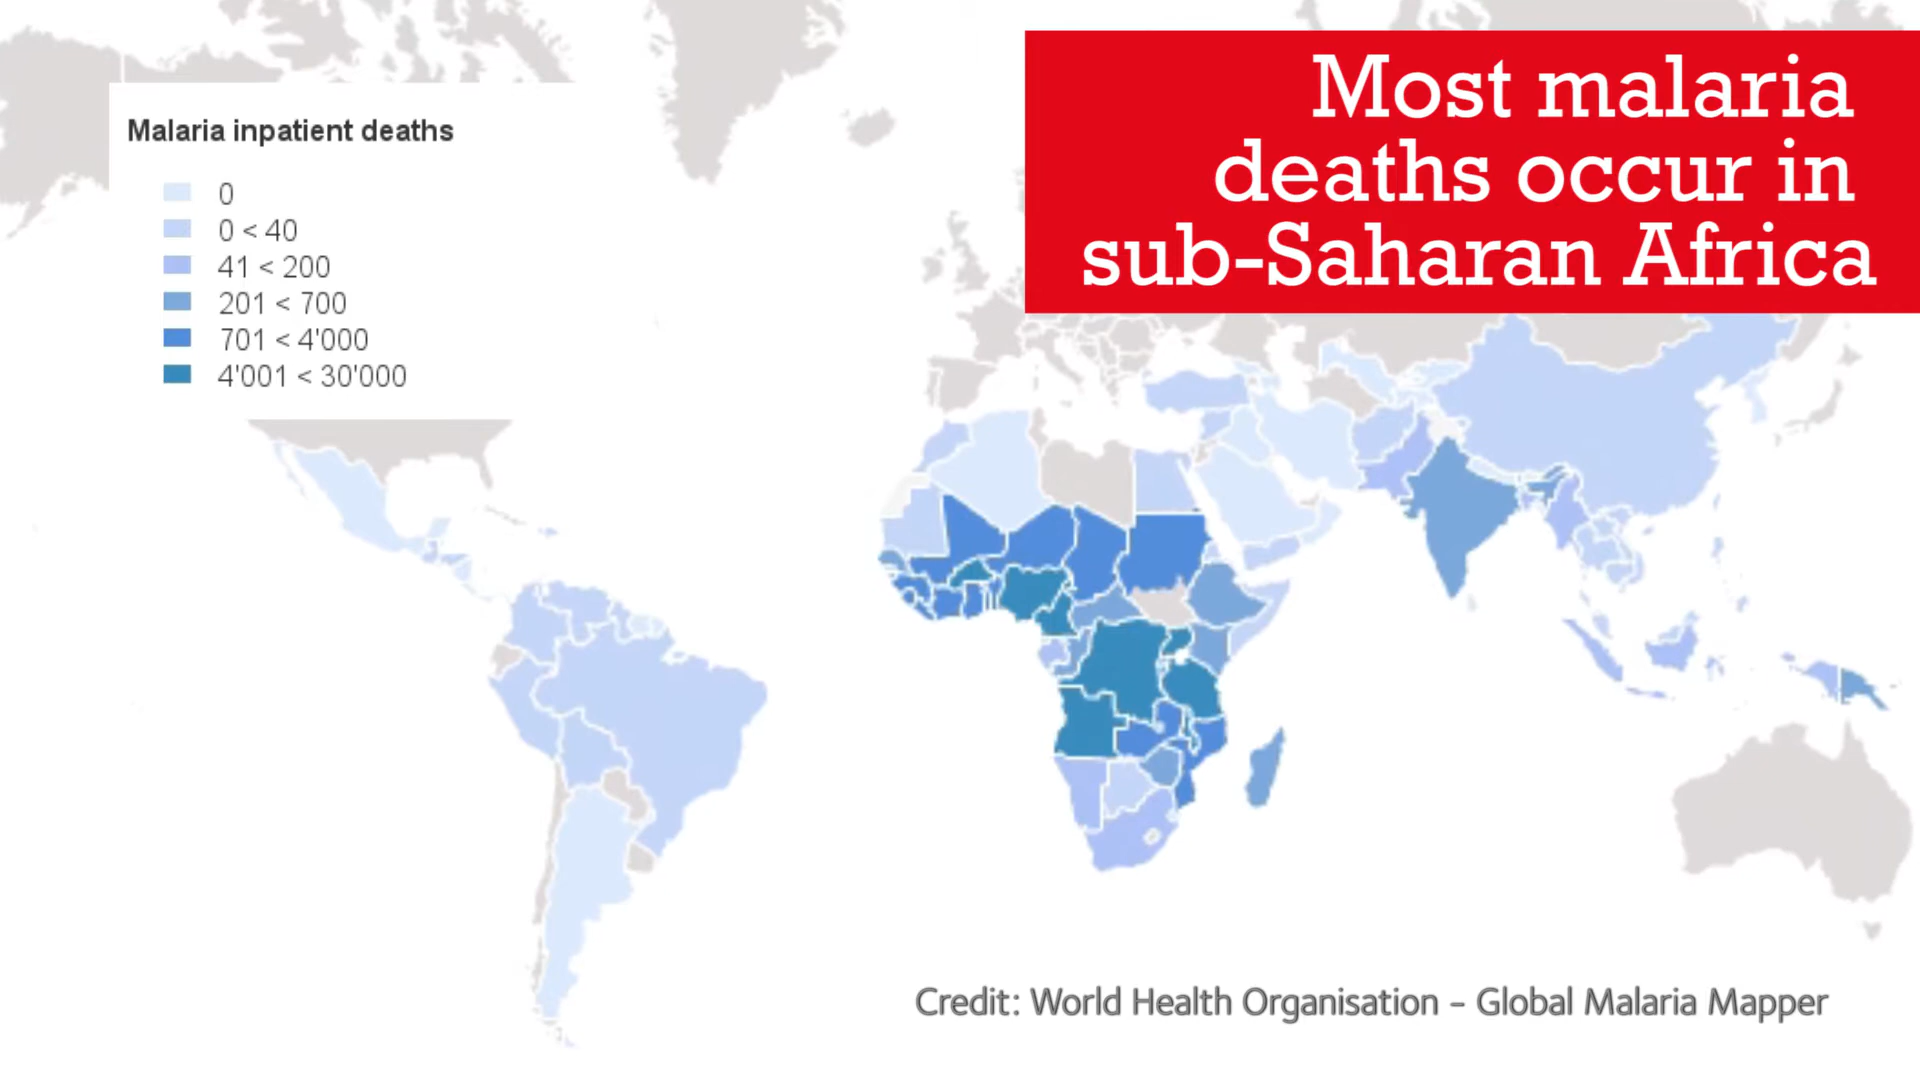 Most malaria
deaths occur in
sub-Saharan Africa
Malaria inpatient deaths
0
0 < 40
41 < 200
201 < 700
701 < 4'000
4'001 < 30'000
Credit: World Health Organisation – Global Malaria Mapper